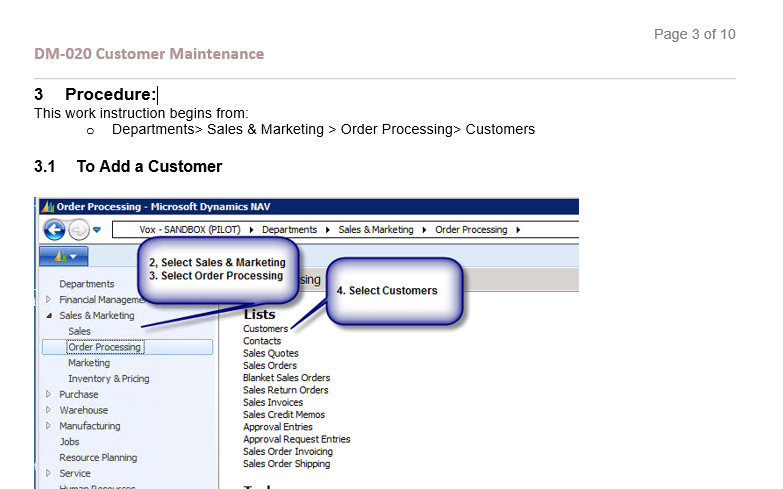 Page 3 of 10
DM-020 Customer Maintenance
3 Procedure:
This work instruction begins from:
o Departments> Sales & Marketing > Order Processing> Customers
3.1 To Add a Customer
Order Processing - Microsoft Dynamics NAV
Vox - SANDBOX (PILOT) Departments Sales & Marketing Order Processing
2, Select Sales & Marketing
3. Select Order Processing
sing
4. Select Customers
Departments
Financial Manageme
Sales & Marketing
Sales
Order Processing
Marketing
Inventory & Pricing
Purchase
Warehouse
Manufacturing
Jobs
Resource Planning
Service
Lists
Customers
Contacts
Sales Quotes
Sales Orders
Blanket Sales Orders
Sales Return Orders
Sales Invoices
Sales Credit Memos
Approval Entries
Approval Request Entries
Sales Order Invoicing
Sales Order Shipping